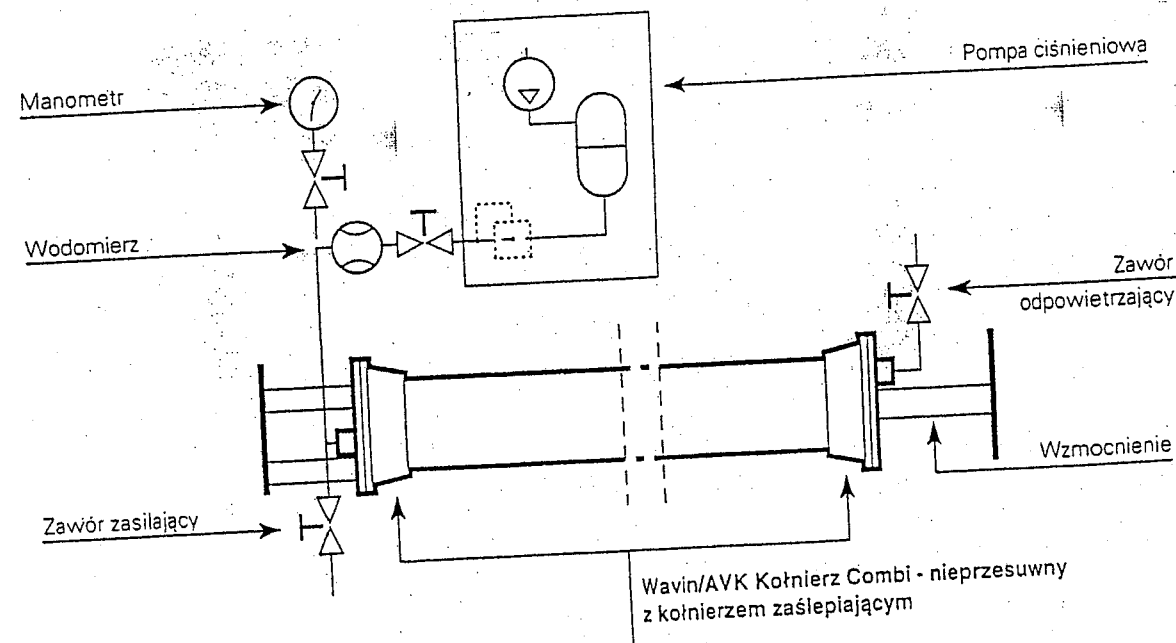 Pompa ciśnieniowa
Manometr
Wodomierz
Zawór
odpowietrzający
Wzmocnienie
Zawór zasilający
Wavin/AVK Kołnierz Combi - nieprzesuwny
z kołnierzem zaślepiającym